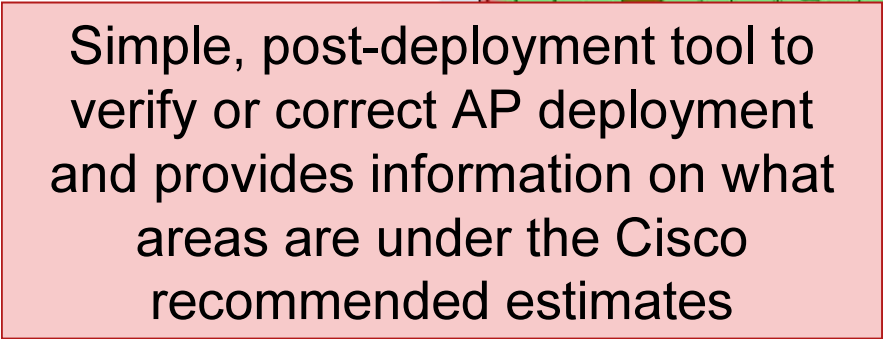 Simple, post-deployment tool to
verify or correct AP deployment
and provides information on what
areas are under the Cisco
recommended estimates